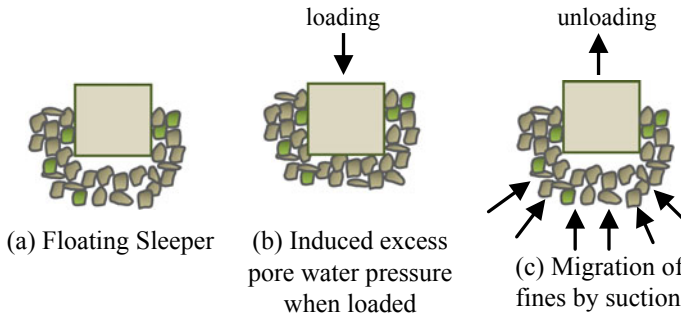 loading
unloading
(a) Floating Sleeper
(b) Induced excess
pore water pressure
when loaded
(c) Migration of
fines by suction